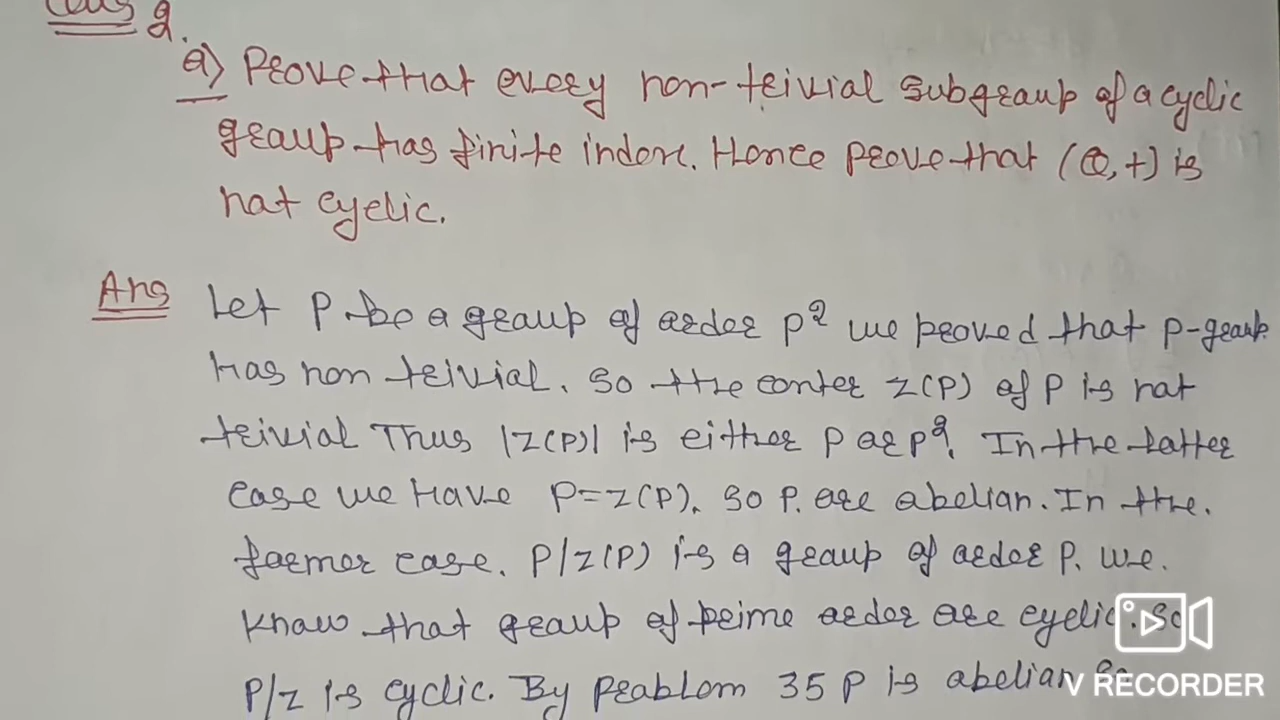 2.
a) Prove that every non-trivial subgroup of a cyclic
group has finite index. Hence prove that (Q, +) is
not cyclic.
Ans Let P be a group of order p² we proved that p-group
has non trivial. So the center Z(P) of P is not
trivial Thus |Z(P)| is either p or p². In the latter
case we have P=Z(P). So P. are abelian. In the.
former case. P/Z(P) is a group of order p. we.
know that group of prime order are cyclic. So
P/Z is cyclic. By problem 35 P is abelian
V RECORDER